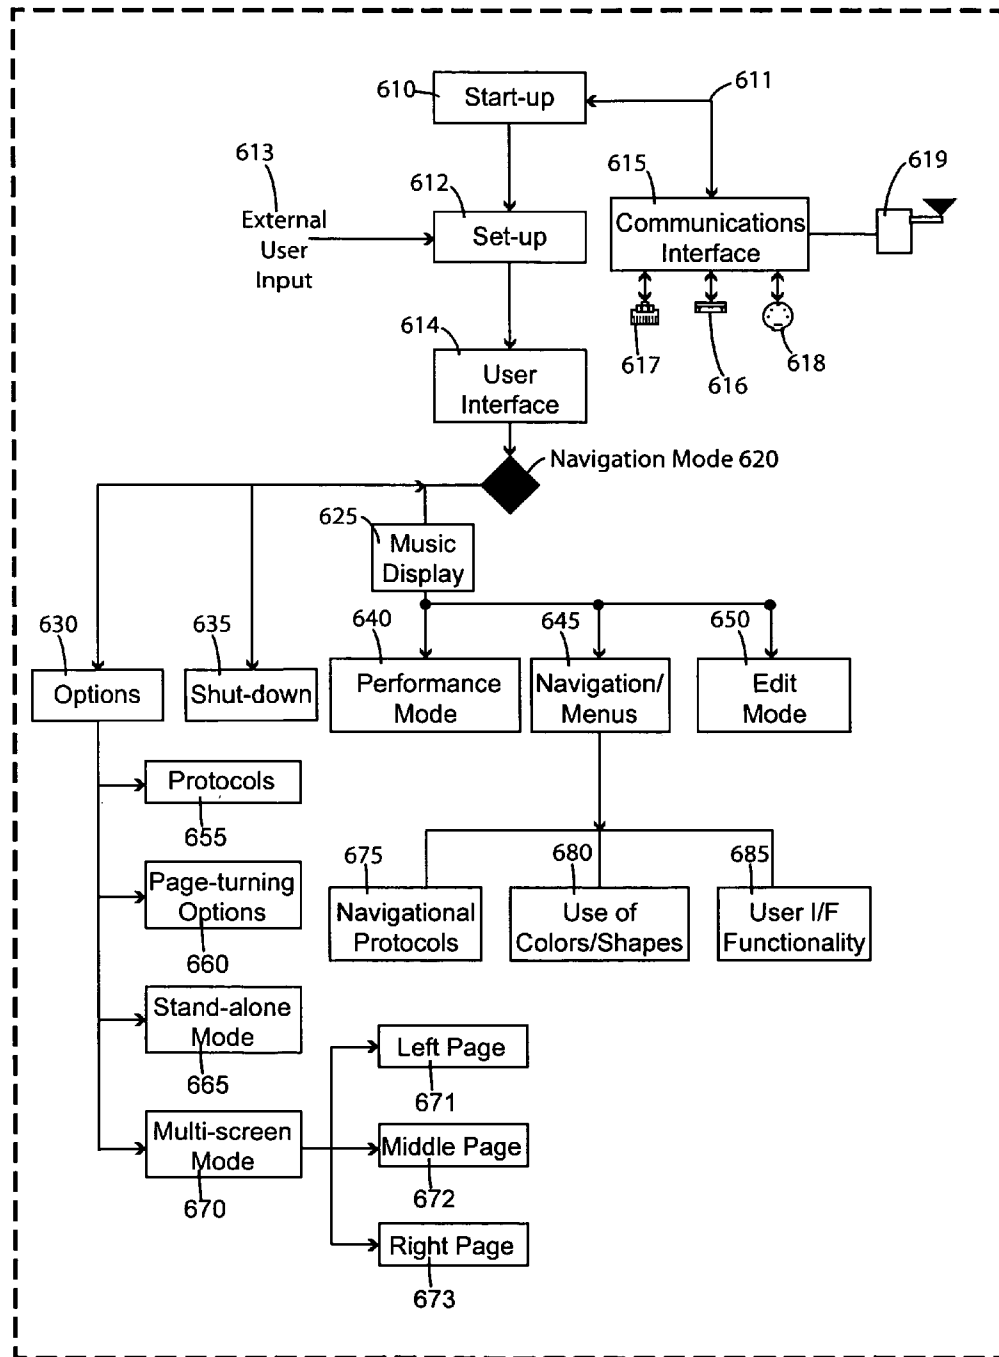 610
Start-up
611
613
External
User
Input
612
Set-up
615
Communications
Interface
619
617
616
618
614
User
Interface
Navigation Mode 620
625
Music
Display
630
Options
635
Shut-down
640
Performance
Mode
645
Navigation/
Menus
650
Edit
Mode
Protocols
655
Page-turning
Options
660
Stand-alone
Mode
665
Multi-screen
Mode
670
675
Navigational
Protocols
680
Use of
Colors/Shapes
685
User I/F
Functionality
Left Page
671
Middle Page
672
Right Page
673